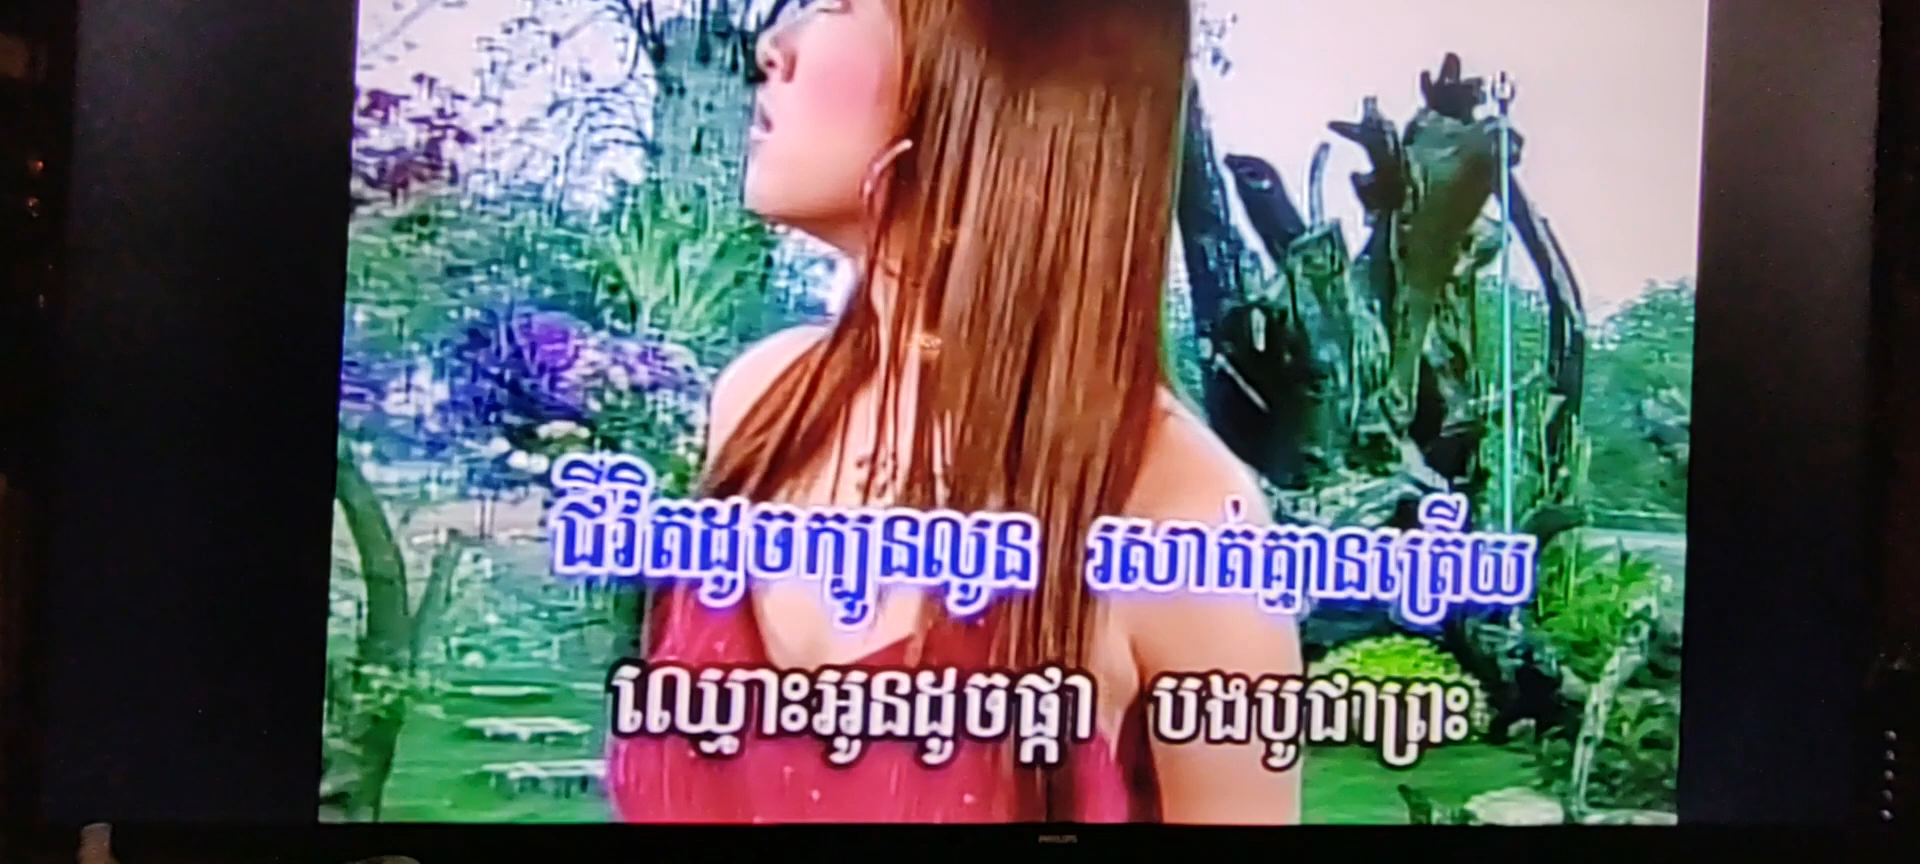 ជីវិតដូចក្បូនលូន រសាត់គ្មានត្រើយ
ឈ្មោះអូនដូចផ្កា បងបូជាព្រះ
PHILIPS